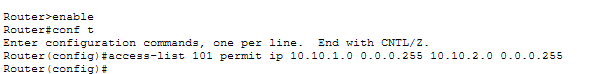 Router>enable
Router#conf t
Enter configuration commands, one per line.  End with CNTL/Z.
Router(config)#access-list 101 permit ip 10.10.1.0 0.0.0.255 10.10.2.0 0.0.0.255
Router(config)#